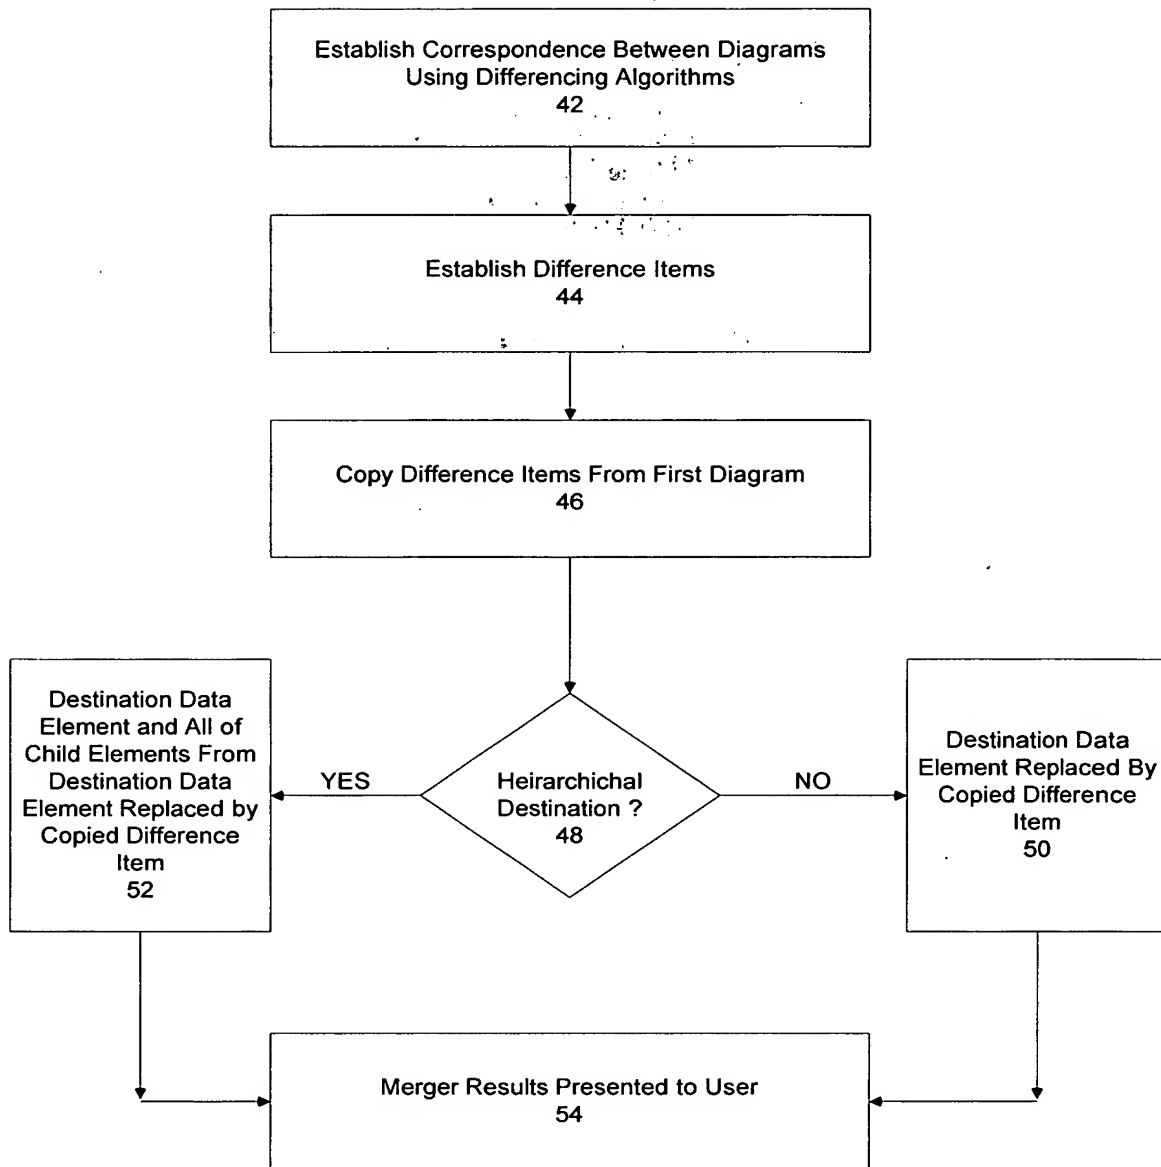 Establish Correspondence Between Diagrams
Using Differencing Algorithms
42
Establish Difference Items
44
Copy Difference Items From First Diagram
46
Destination Data
Element and All of
Child Elements From
Destination Data
Element Replaced by
Copied Difference
Item
52
YES
Heirarchichal
Destination ?
48
NO
Destination Data
Element Replaced By
Copied Difference
Item
50
Merger Results Presented to User
54